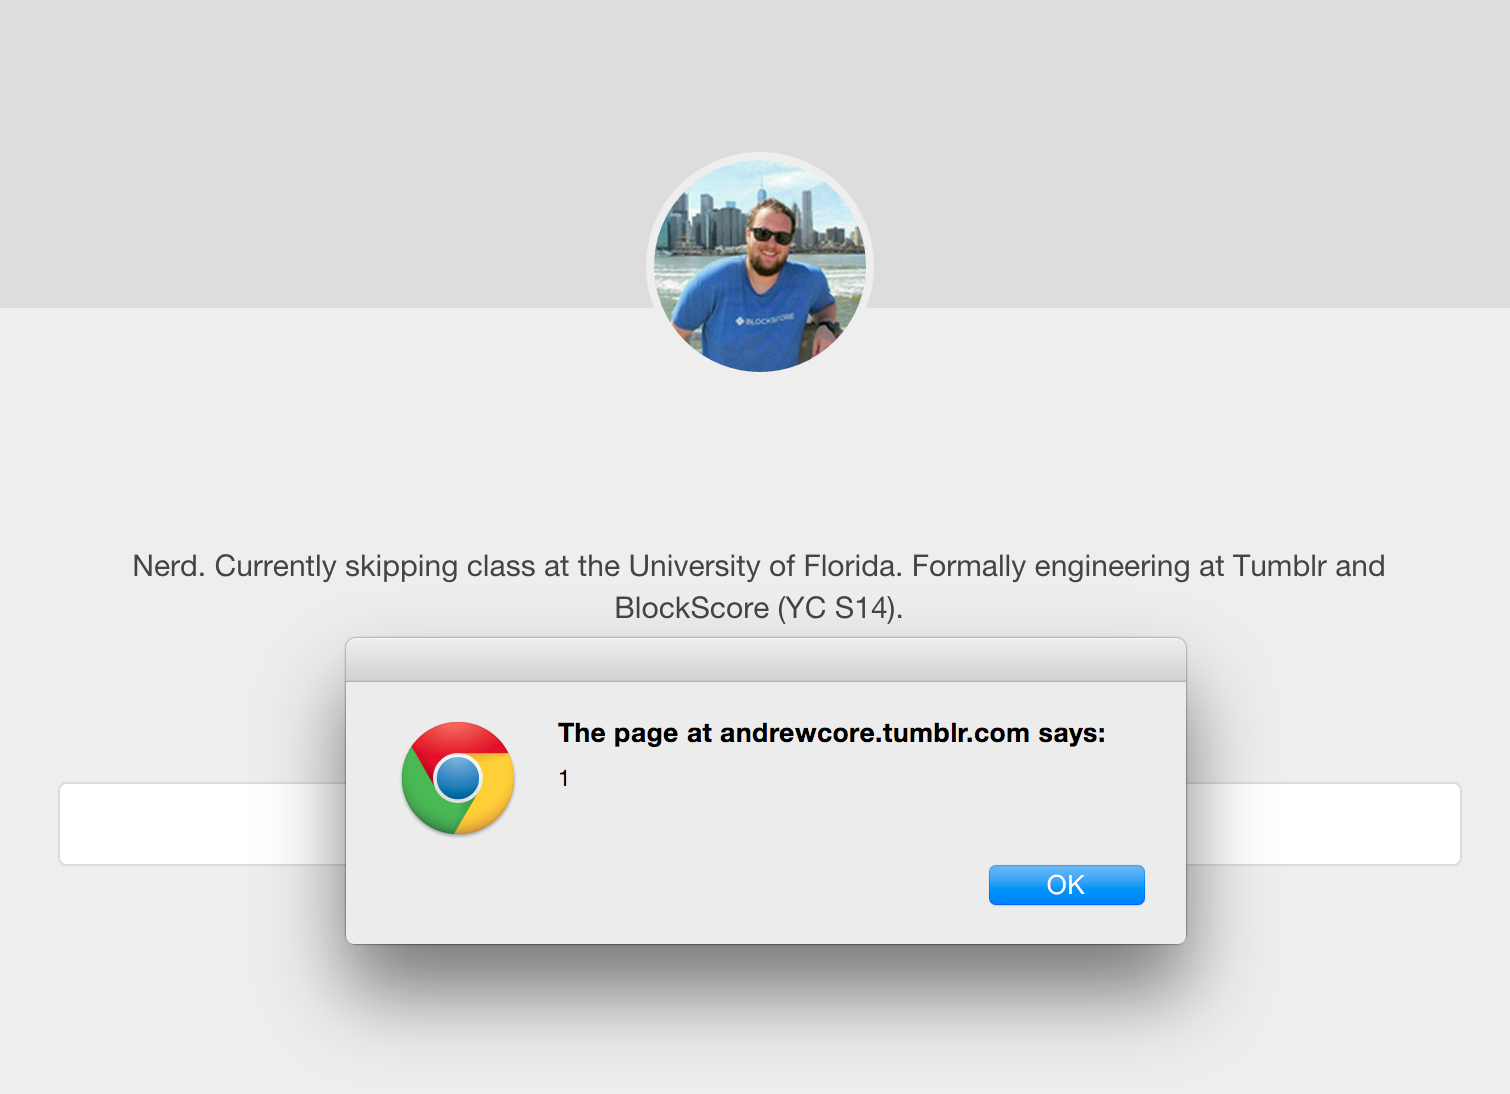 BLOCKSCORE
Nerd. Currently skipping class at the University of Florida. Formally engineering at Tumblr and
BlockScore (YC S14).
The page at andrewcore.tumblr.com says:
1
OK